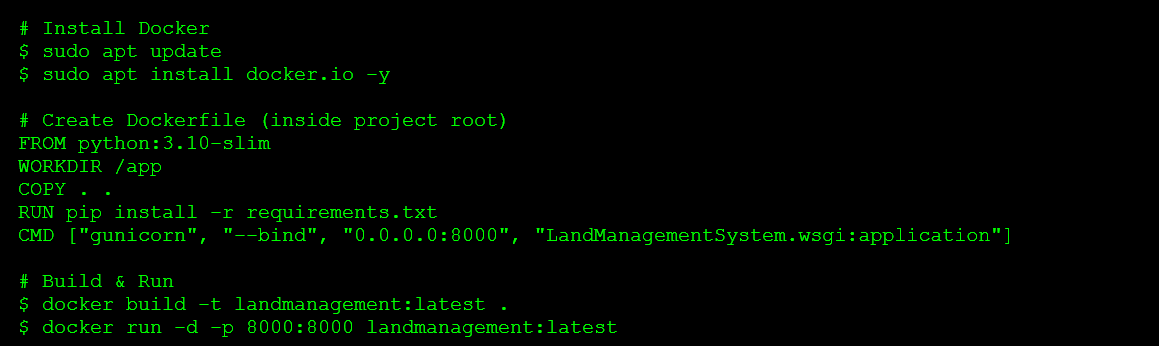 # Install Docker
$ sudo apt update
$ sudo apt install docker.io -y
# Create Dockerfile (inside project root)
FROM python:3.10-slim
WORKDIR /app
COPY . .
RUN pip install -r requirements.txt
CMD ["gunicorn", "--bind", "0.0.0.0:8000", "LandManagementSystem.wsgi:application"]
# Build & Run
$ docker build -t landmanagement:latest .
$ docker run -d -p 8000:8000 landmanagement:latest